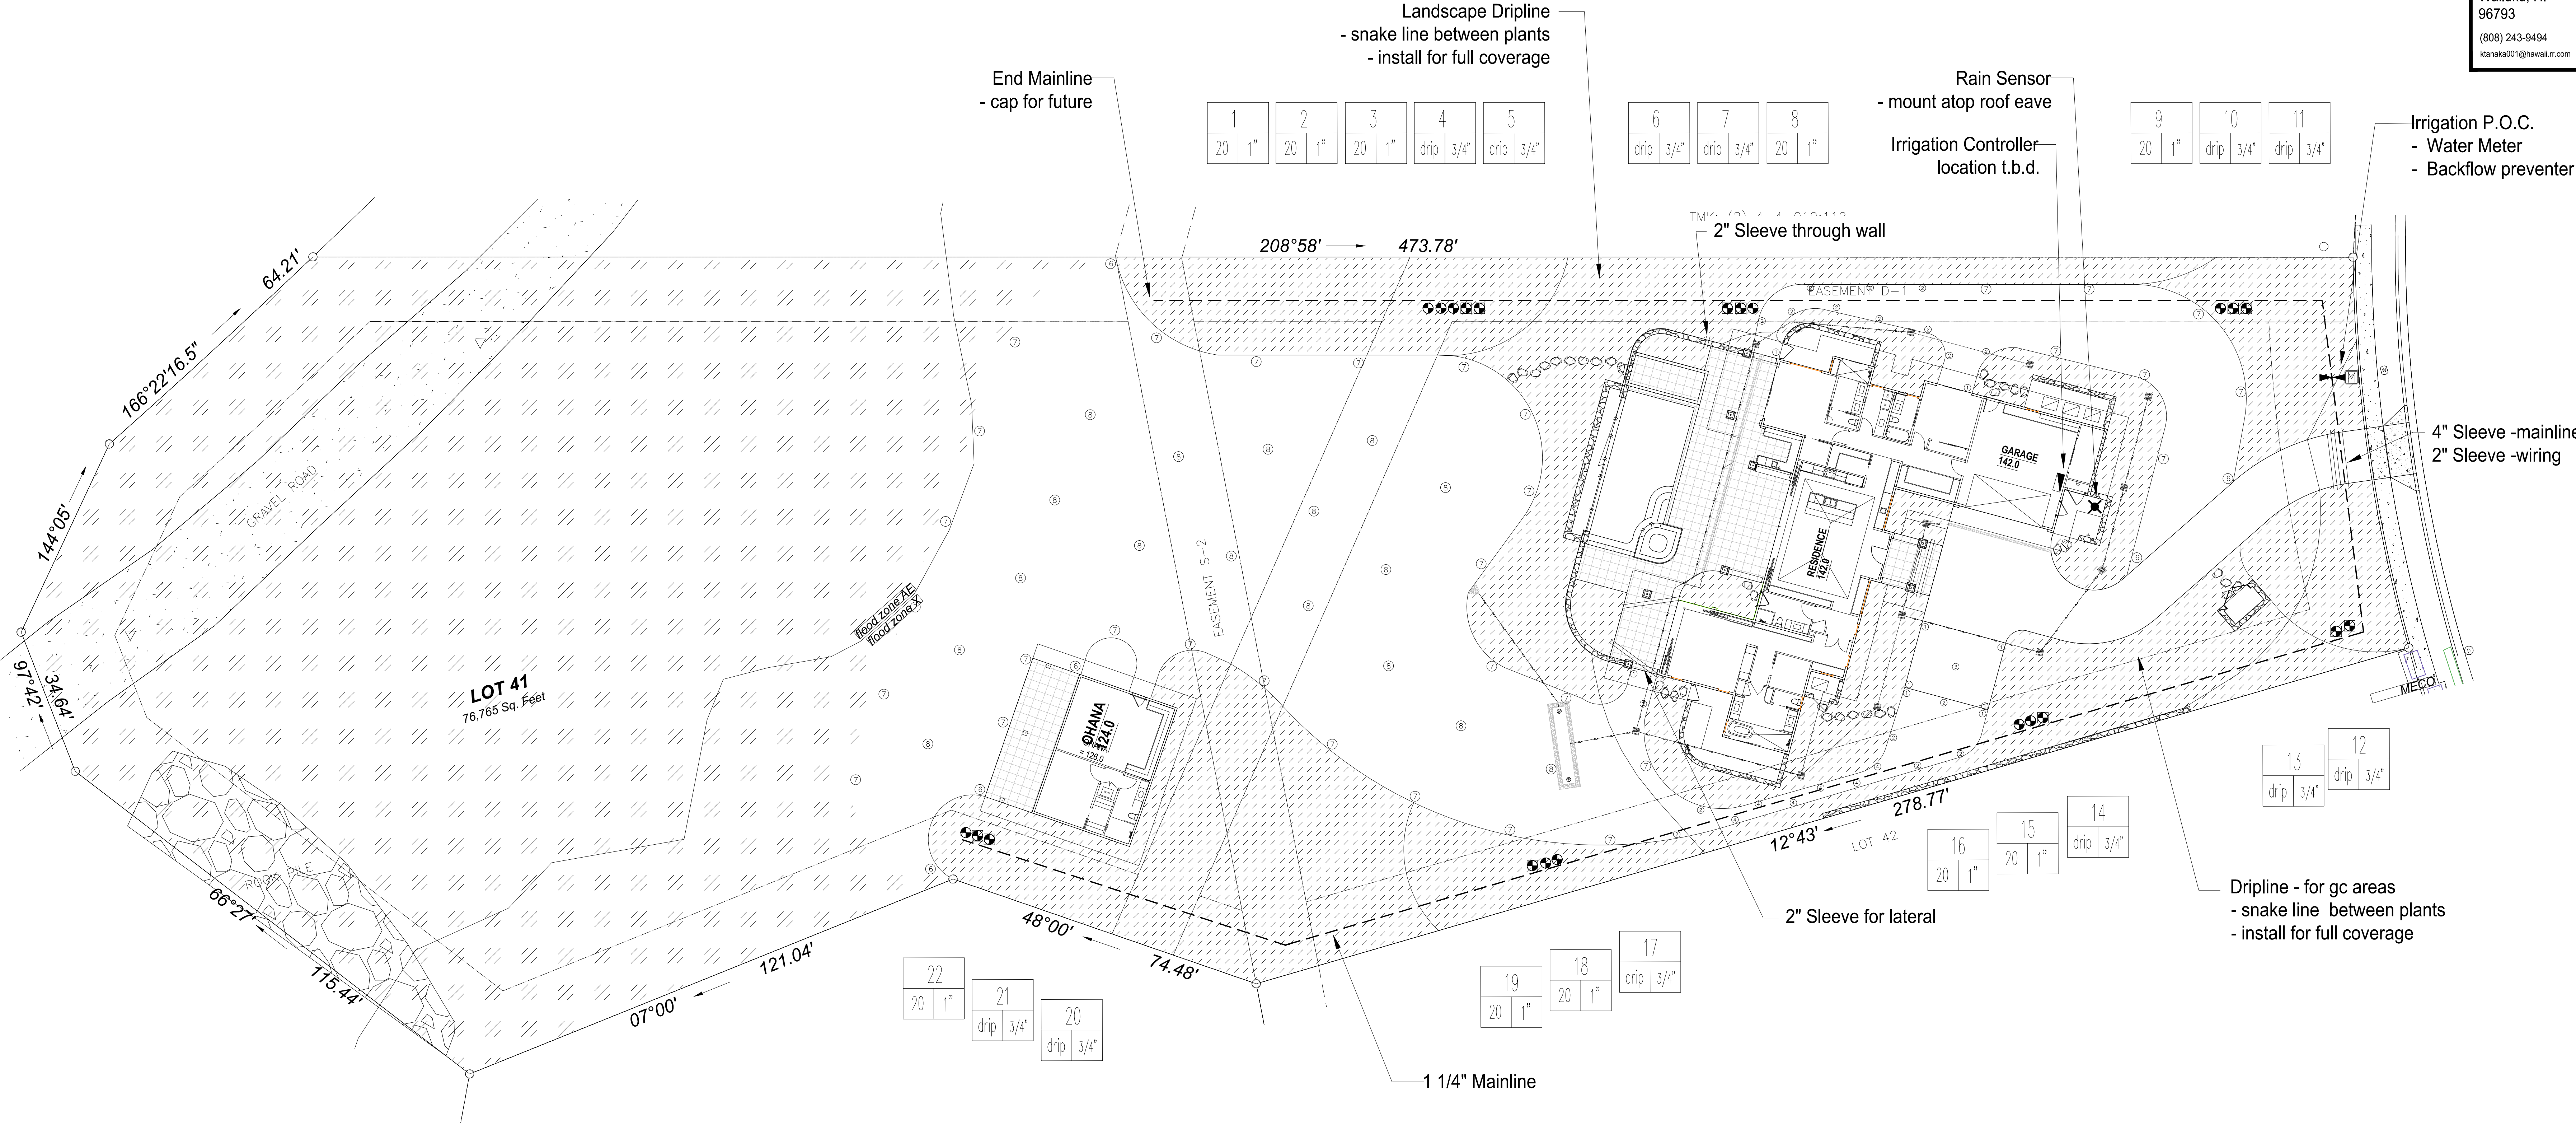 96793
(808) 243-9494
ktanaka001@hawaii.rr.com
Landscape Dripline
- snake line between plants
- install for full coverage
End Mainline
- cap for future
Rain Sensor
- mount atop roof eave
Irrigation Controller
location t.b.d.
Irrigation P.O.C.
- Water Meter
- Backflow preventer
1
20 1"
2
20 1"
3
20 1"
4
drip 3/4"
5
drip 3/4"
6
drip 3/4"
7
drip 3/4"
8
20 1"
9
20 1"
10
drip 3/4"
11
drip 3/4"
2" Sleeve through wall
208°58' 473.78'
64.21'
166°22'16.5"
144°05'
97°42'
34.64'
GRAVEL ROAD
EASEMENT D-1
EASEMENT S-2
GARAGE
142.0
RESIDENCE
142.0
4" Sleeve -mainline
2" Sleeve -wiring
flood zone AE
flood zone X
LOT 41
76,765 Sq. Feet
OHANA
124.0
= 126.0
MECO
ROCK PILE
66°27'
115.44'
07°00'
121.04'
48°00'
74.48'
12°43'
278.77'
LOT 42
12
drip 3/4"
13
drip 3/4"
14
drip 3/4"
15
20 1"
16
20 1"
17
drip 3/4"
18
20 1"
19
20 1"
20
drip 3/4"
21
drip 3/4"
22
20 1"
2" Sleeve for lateral
Dripline - for gc areas
- snake line between plants
- install for full coverage
1 1/4" Mainline